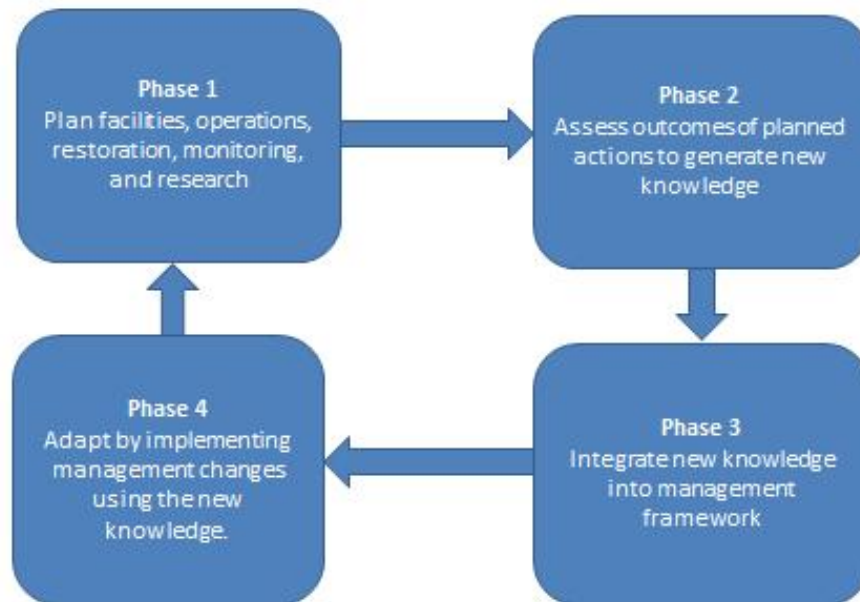 Phase 1
Plan facilities, operations,
restoration, monitoring,
and research
Phase 2
Assess outcomes of planned
actions to generate new
knowledge
Phase 3
Integrate new knowledge
into management
framework
Phase 4
Adapt by implementing
management changes
using the new
knowledge.